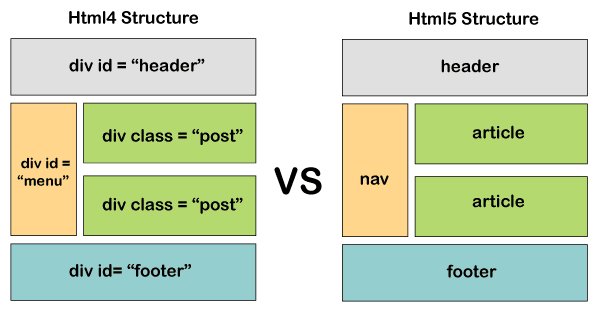 Html4 Structure
div id = “header”
div id =
“menu”
div class = “post”
div class = “post”
div id= “footer”
VS
Html5 Structure
header
nav
article
article
footer